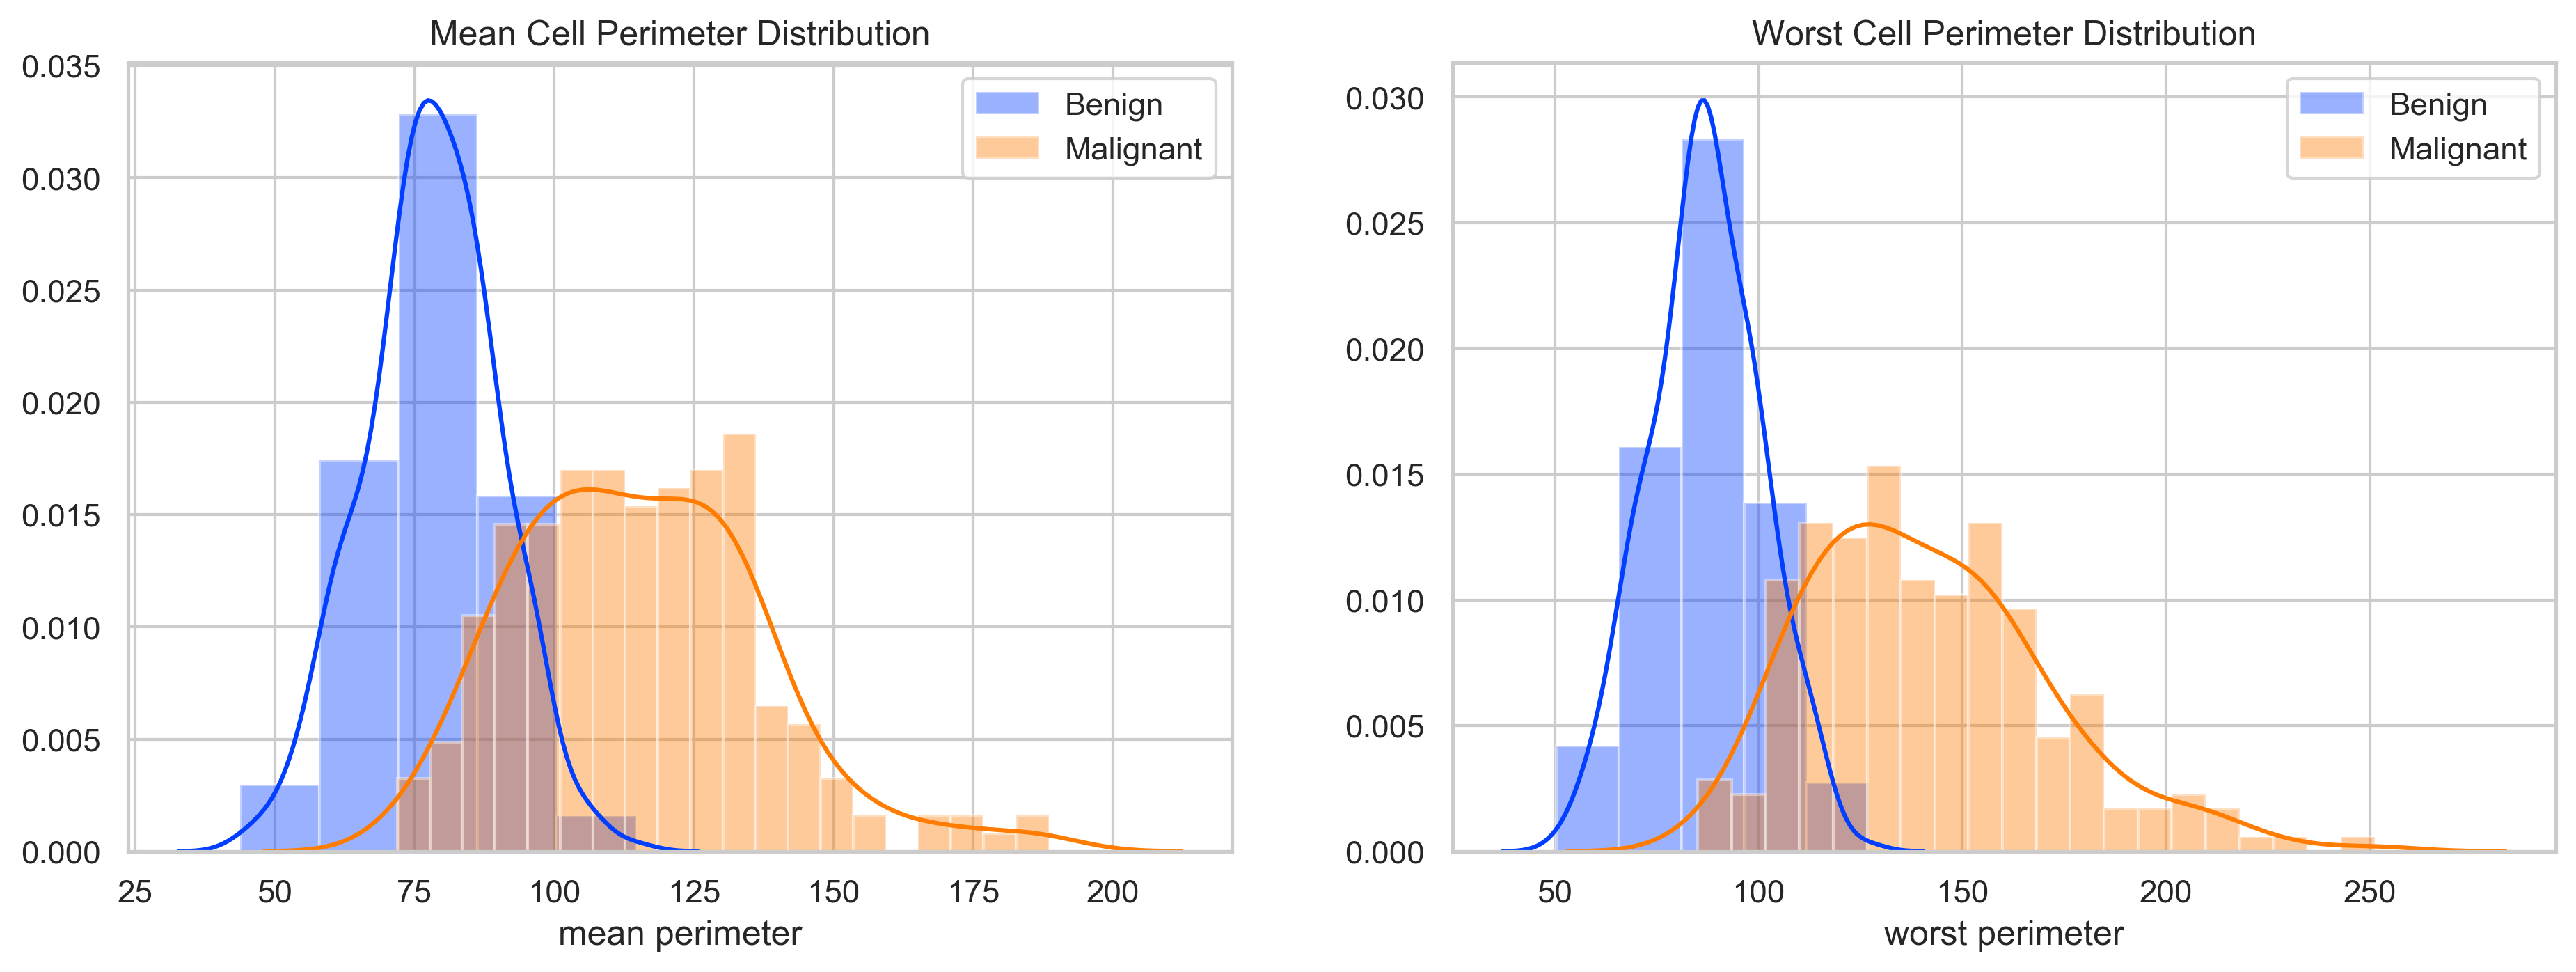 Mean Cell Perimeter Distribution
0.035
0.030
0.025
0.020
0.015
0.010
0.005
0.000
25 50 75 100 125 150 175 200
mean perimeter
Benign
Malignant
Worst Cell Perimeter Distribution
0.030
0.025
0.020
0.015
0.010
0.005
0.000
50 100 150 200 250
worst perimeter
Benign
Malignant